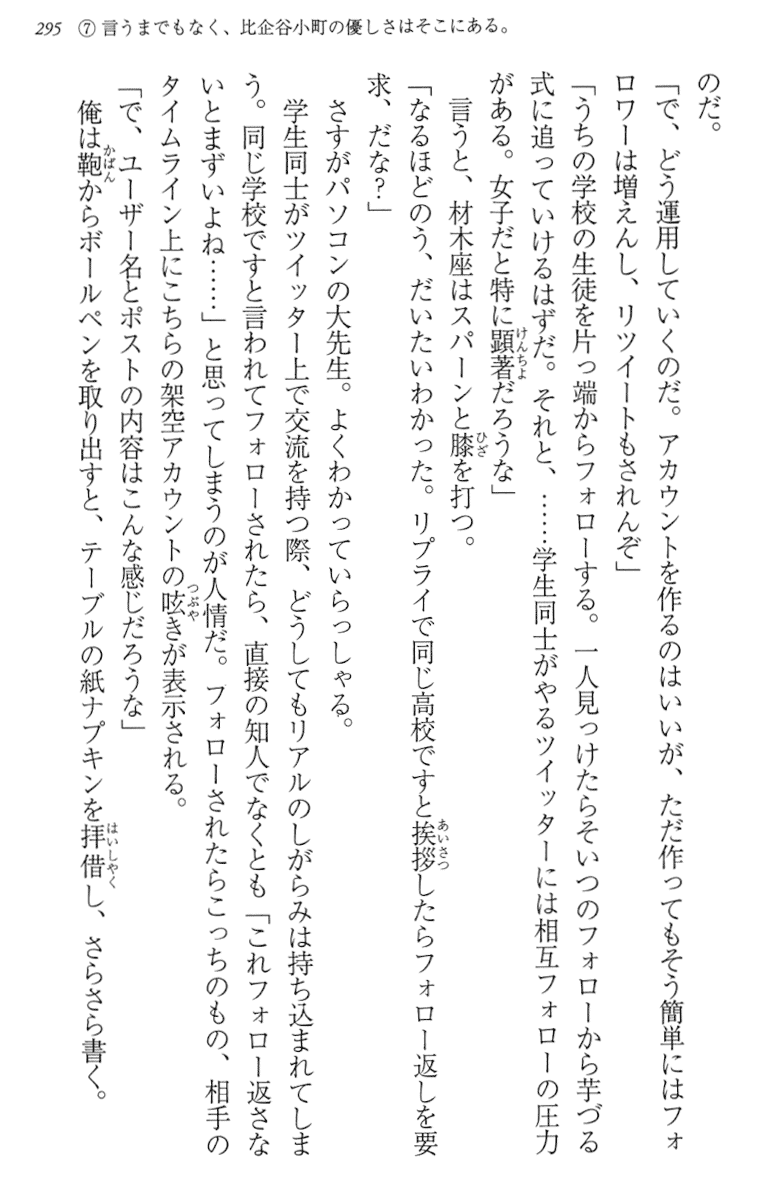 295　⑦ 言うまでもなく、比企谷小町の優しさはそこにある。
のだ。
「で、どう運用していくのだ。アカウントを作るのはいいが、ただ作ってもそう簡単にはフォ
ロワーは増えんし、リツイートもされんぞ」
「うちの学校の生徒を片っ端からフォローする。一人見っけたらそいつのフォローから芋づる
式に追っていけるはずだ。それと、……学生同士がやるツイッターには相互フォローの圧力
がある。女子だと特に顕著だろうな」
　言うと、材木座はスパーンと膝を打つ。
「なるほどのう、だいたいわかった。リプライで同じ高校ですと挨拶したらフォロー返しを要
求、だな？」
　さすがパソコンの大先生。よくわかっていらっしゃる。
　学生同士がツイッター上で交流を持つ際、どうしてもリアルのしがらみは持ち込まれてしま
う。同じ学校ですと言われてフォローされたら、直接の知人でなくとも「これフォロー返さな
いとまずいよね……」と思ってしまうのが人情だ。フォローされたらこっちのもの、相手の
タイムライン上にこちらの架空アカウントの呟きが表示される。
「で、ユーザー名とポストの内容はこんな感じだろうな」
　俺は鞄からボールペンを取り出すと、テーブルの紙ナプキンを拝借し、さらさら書く。